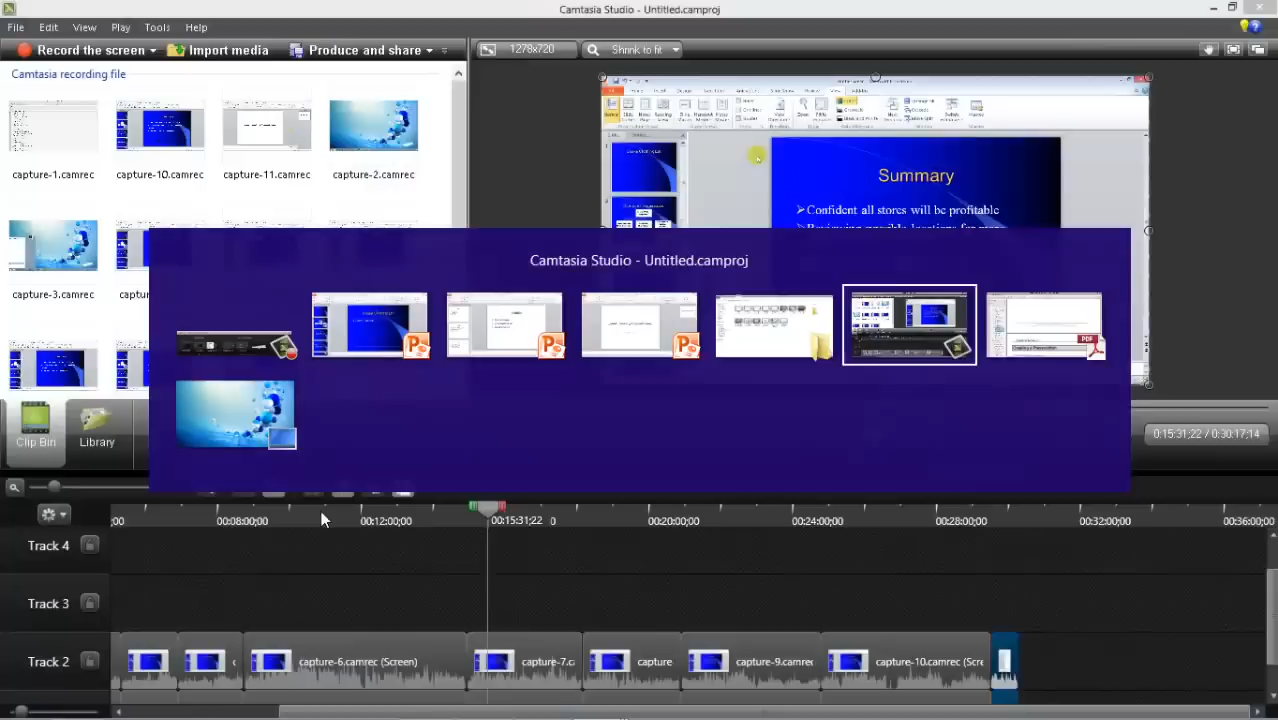 Camtasia Studio - Untitled.camproj
File Edit View Play Tools Help
Record the screen Import media Produce and share
1278x720 Shrink to fit
Camtasia recording file
capture-1.camrec capture-10.camrec capture-11.camrec capture-2.camrec
Summary
Confident all stores will be profitable
Camtasia Studio - Untitled.camproj
capture-3.camrec
PDF
Clip Bin Library
0:15:31;22 / 0:30:17;14
;00 00:08:00;00 00:12:00;00 00:15:31;22 0 00:20:00;00 00:24:00;00 00:28:00;00 00:32:00;00 00:36:00;00
Track 4
Track 3
Track 2 capture-6.camrec (Screen) capture-7.ca capture capture-9.camrec capture-10.camrec (Scre